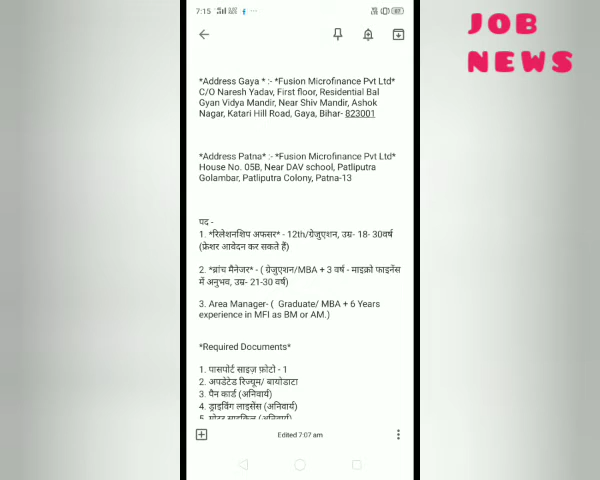 7:15
JOB
NEWS
*Address Gaya * :- *Fusion Microfinance Pvt Ltd*
C/O Naresh Yadav, First floor, Residential Bal
Gyan Vidya Mandir, Near Shiv Mandir, Ashok
Nagar, Katari Hill Road, Gaya, Bihar- 823001
*Address Patna* :- *Fusion Microfinance Pvt Ltd*
House No. 05B, Near DAV school, Patliputra
Golambar, Patliputra Colony, Patna-13
पद -
1. *रिलेशनशिप अफसर* - 12th/ग्रेजुएशन, उम्र- 18- 30वर्ष
(फ्रेशर आवेदन कर सकते हैं)
2. *ब्रांच मैनेजर* - ( ग्रेजुएशन/MBA + 3 वर्ष - माइक्रो फाइनेंस
में अनुभव, उम्र- 21-30 वर्ष)
3. Area Manager- ( Graduate/ MBA + 6 Years
experience in MFI as BM or AM.)
*Required Documents*
1. पासपोर्ट साइज़ फ़ोटो - 1
2. अपडेटेड रिज्यूम/ बायोडाटा
3. पैन कार्ड (अनिवार्य)
4. ड्राइविंग लाइसेंस (अनिवार्य)
5. मोटर साइकिल (अनिवार्य)
Edited 7:07 am